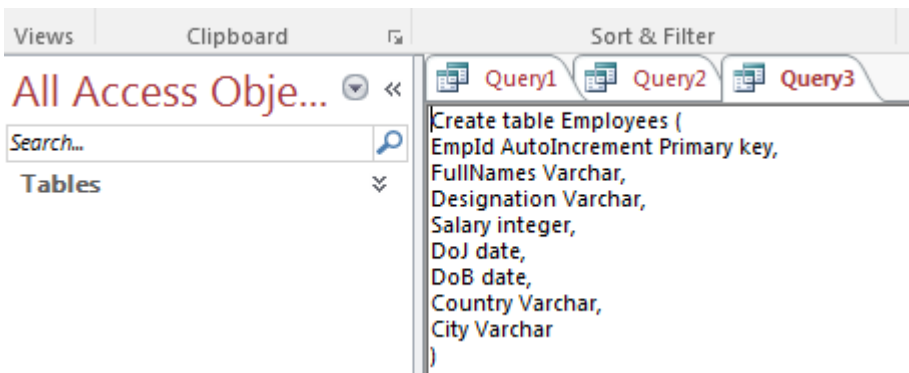 Views Clipboard Sort & Filter
All Access Obje... «
Query1 Query2 Query3
Search...
Tables
Create table Employees (
EmpId AutoIncrement Primary key,
FullNames Varchar,
Designation Varchar,
Salary integer,
DoJ date,
DoB date,
Country Varchar,
City Varchar
)